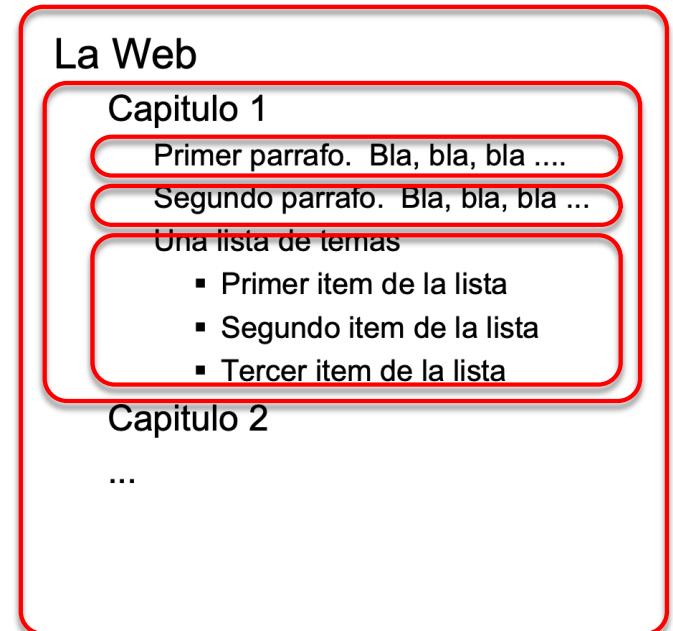 La Web
Capitulo 1
Primer parrafo. Bla, bla, bla ....
Segundo parrafo. Bla, bla, bla ...
Una lista de temas
▪ Primer item de la lista
▪ Segundo item de la lista
▪ Tercer item de la lista
Capitulo 2
...